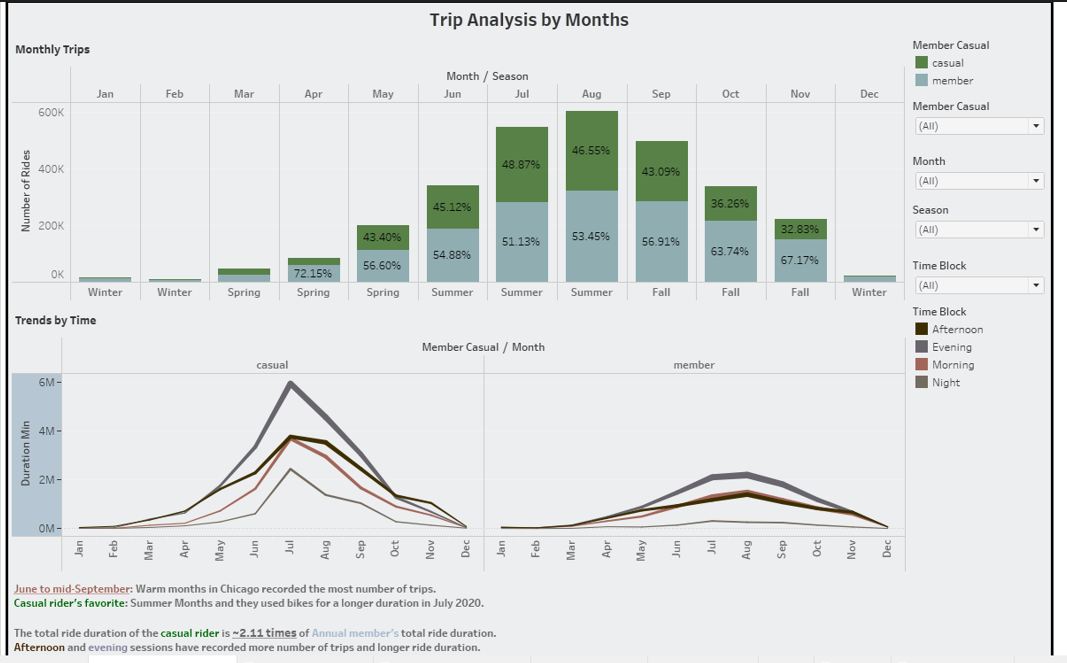 Trip Analysis by Months
Monthly Trips
Month / Season
Jan Feb Mar Apr May Jun Jul Aug Sep Oct Nov Dec
Number of Rides
600K
400K
200K
0K
72.15%
43.40%
56.60%
45.12%
54.88%
48.87%
51.13%
46.55%
53.45%
43.09%
56.91%
36.26%
63.74%
32.83%
67.17%
Winter Winter Spring Spring Spring Summer Summer Summer Fall Fall Fall Winter
Member Casual
casual
member
Member Casual
(All)
Month
(All)
Season
(All)
Time Block
(All)
Time Block
Afternoon
Evening
Morning
Night
Trends by Time
Member Casual / Month
casual member
Duration Min
6M
4M
2M
0M
Jan Feb Mar Apr May Jun Jul Aug Sep Oct Nov Dec Jan Feb Mar Apr May Jun Jul Aug Sep Oct Nov Dec
June to mid-September: Warm months in Chicago recorded the most number of trips.
Casual rider's favorite: Summer Months and they used bikes for a longer duration in July 2020.
The total ride duration of the casual rider is ~2.11 times of Annual member's total ride duration.
Afternoon and evening sessions have recorded more number of trips and longer ride duration.